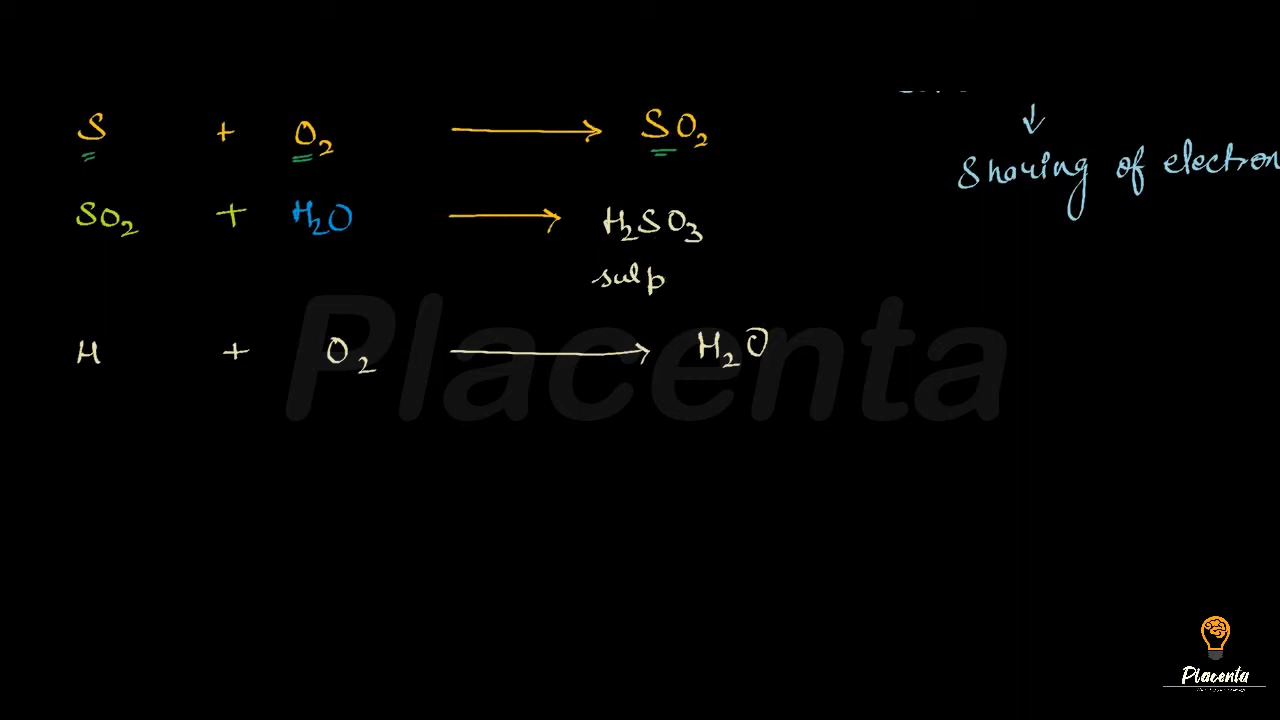 S + O2 → SO2
↓
Sharing of electron
SO2 + H2O → H2SO3
sulp
H + O2 → H2O
Placenta
Placenta